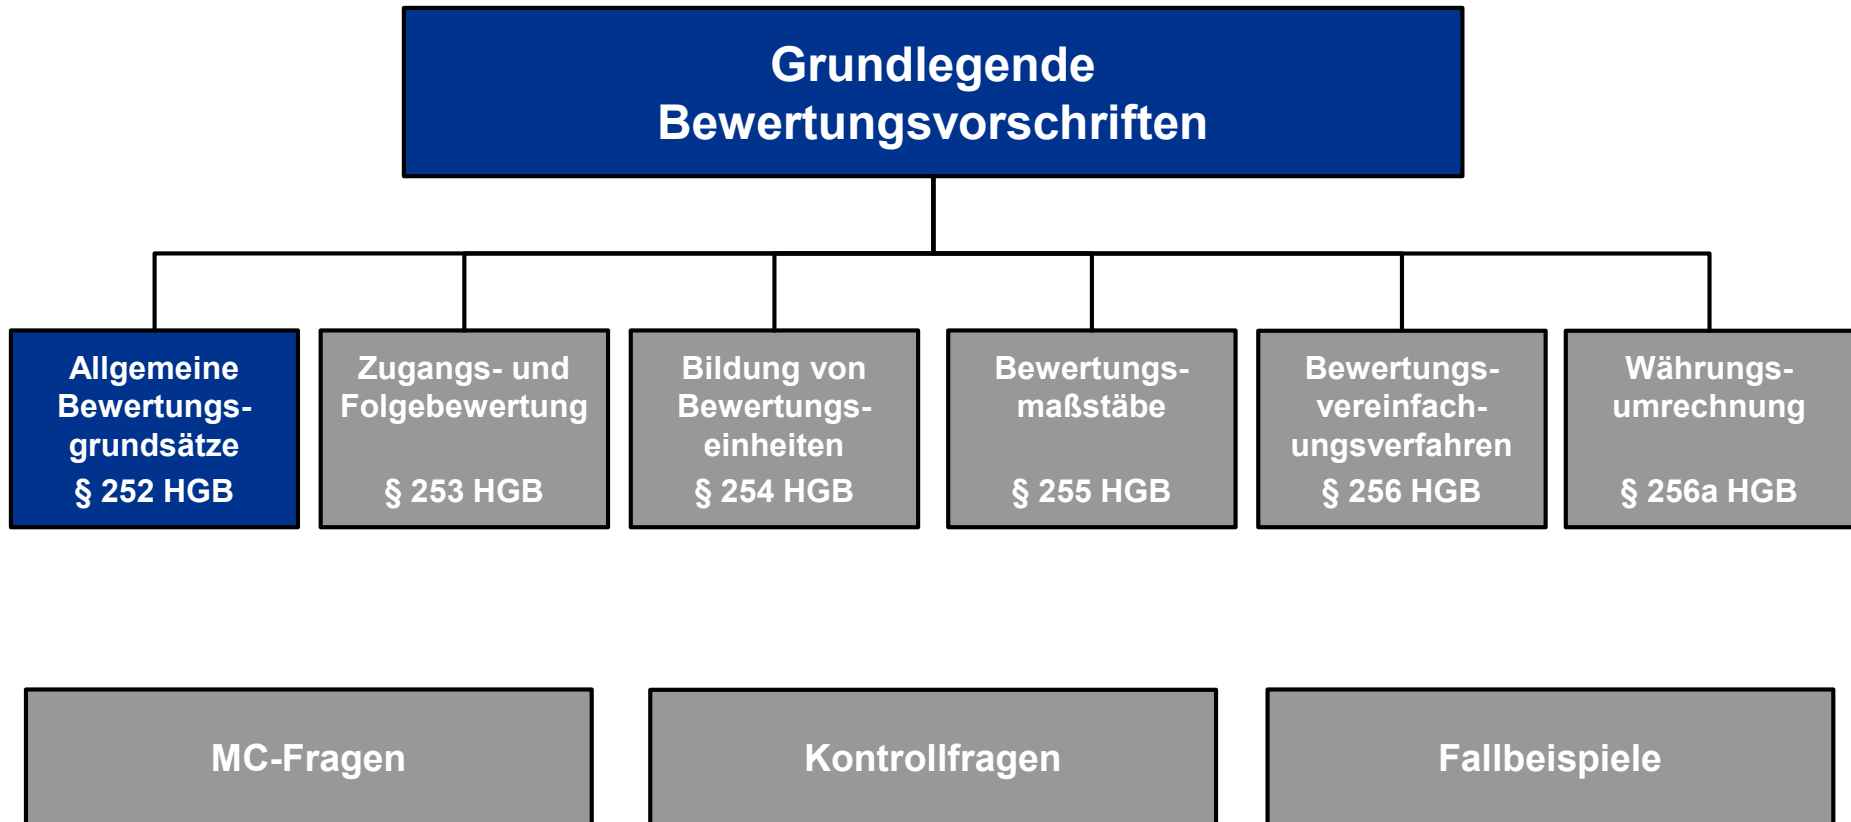 Grundlegende
Bewertungsvorschriften
Allgemeine
Bewertungs-
grundsätze
§ 252 HGB
Zugangs- und
Folgebewertung
§ 253 HGB
Bildung von
Bewertungs-
einheiten
§ 254 HGB
Bewertungs-
maßstäbe
§ 255 HGB
Bewertungs-
vereinfach-
ungsverfahren
§ 256 HGB
Währungs-
umrechnung
§ 256a HGB
MC-Fragen
Kontrollfragen
Fallbeispiele